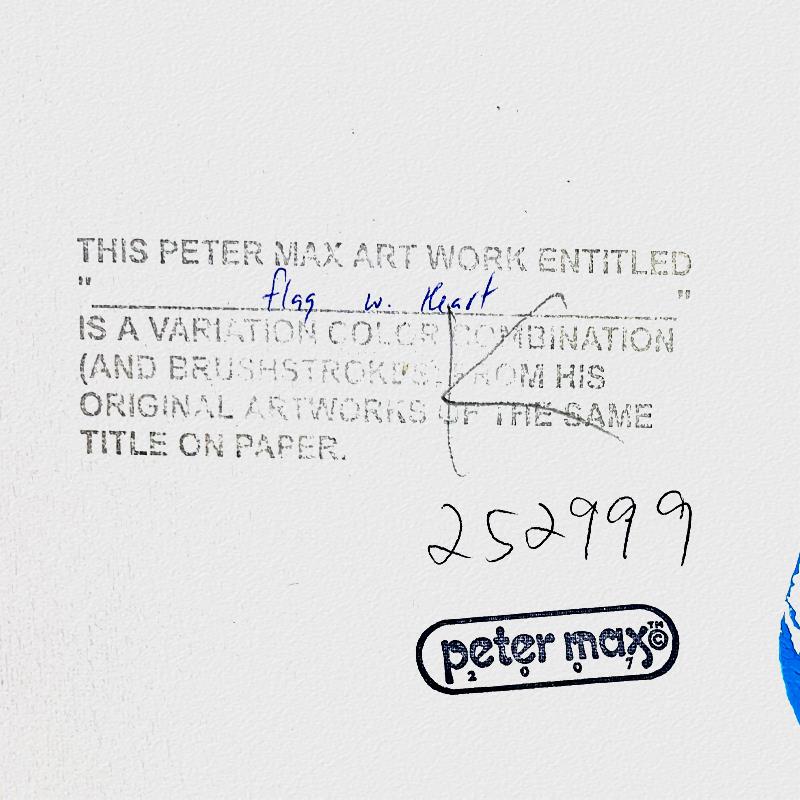 THIS PETER MAX ART WORK ENTITLED
" flag w. Heart "
IS A VARIATION COLOR COMBINATION
(AND BRUSHSTROKES) FROM HIS
ORIGINAL ARTWORKS OF THE SAME
TITLE ON PAPER.
252999
peter max™©
2007